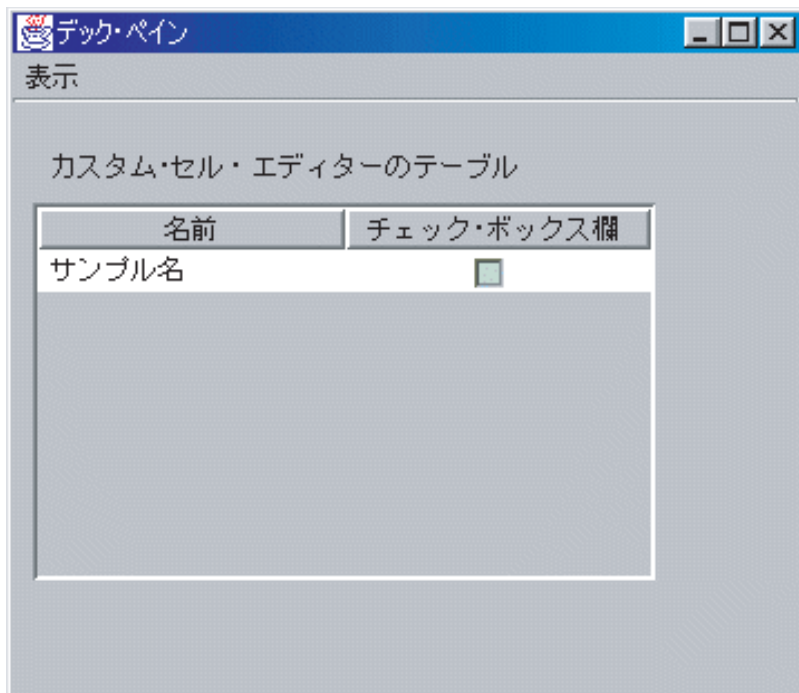 デック・ペイン
表示
カスタム・セル・エディターのテーブル
名前 チェック・ボックス欄
サンプル名